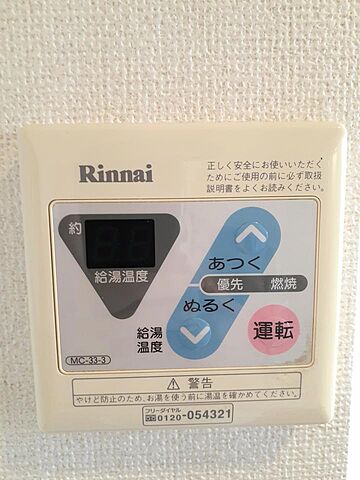 Rinnai
正しく安全にお使いいただく
ためにご使用の前に必ず取扱
説明書をよくお読みください。
約
給湯温度
あつく
優先 燃焼
ぬるく
給湯
温度
運転
MC-33-3
⚠警告
やけど防止のため、お湯を使う前に湯温を確かめてください。
フリーダイヤル
0120-054321